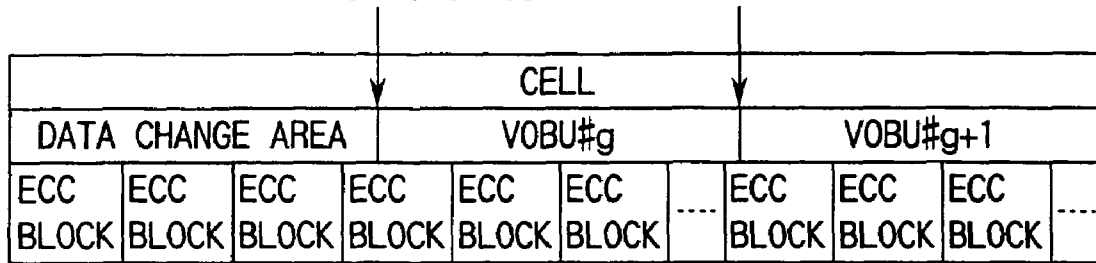 CELL
DATA CHANGE AREA VOBU#g VOBU#g+1
ECC ECC ECC ECC ECC ECC ..... ECC ECC ECC .....
BLOCK BLOCK BLOCK BLOCK BLOCK BLOCK BLOCK BLOCK BLOCK